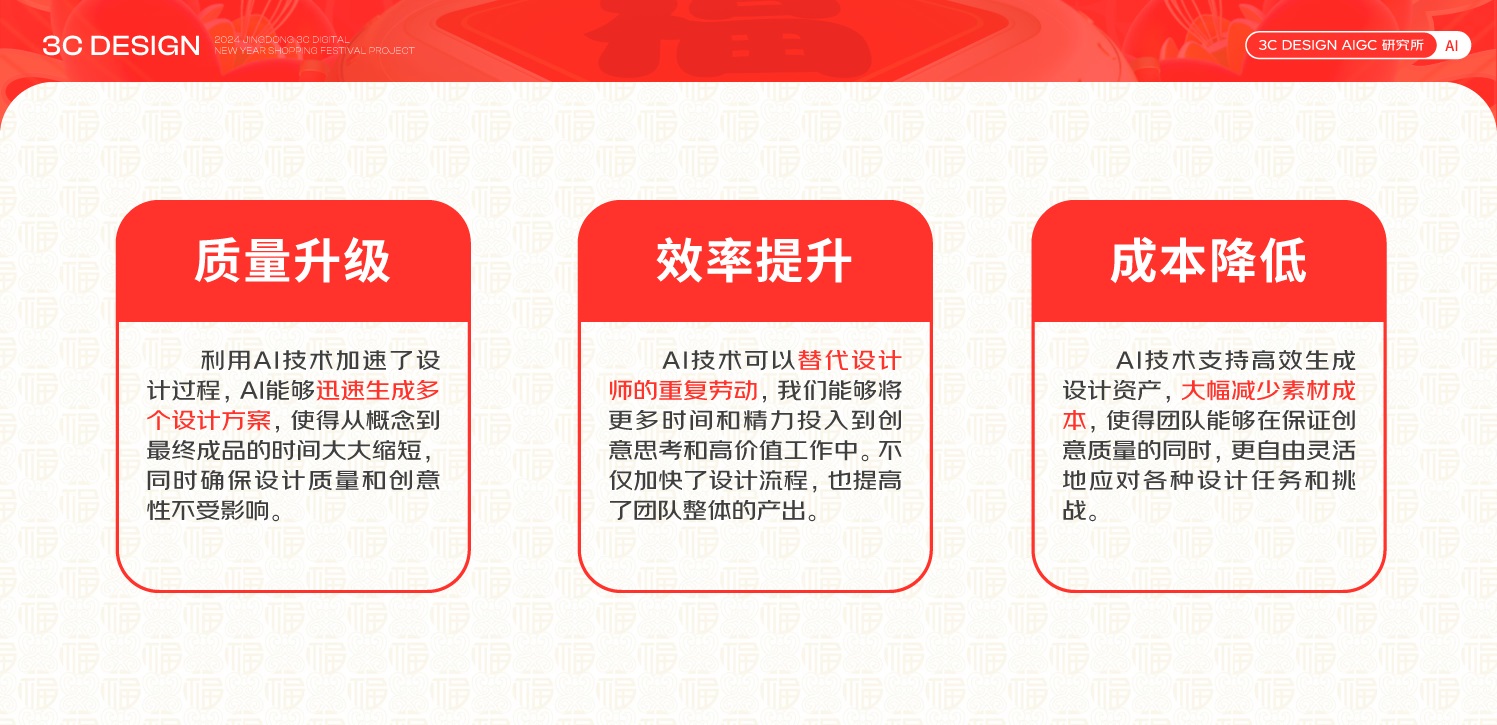 3C DESIGN
2024 JINGDONG 3C DIGITAL
NEW YEAR SHOPPING FESTIVAL PROJECT
福
3C DESIGN AIGC 研究所
AI
质量升级
利用AI技术加速了设
计过程，AI能够迅速生成多
个设计方案，使得从概念到
最终成品的时间大大缩短，
同时确保设计质量和创意
性不受影响。
效率提升
AI技术可以替代设计
师的重复劳动，我们能够将
更多时间和精力投入到创
意思考和高价值工作中。不
仅加快了设计流程，也提高
了团队整体的产出。
成本降低
AI技术支持高效生成
设计资产，大幅减少素材成
本，使得团队能够在保证创
意质量的同时，更自由灵活
地应对各种设计任务和挑
战。